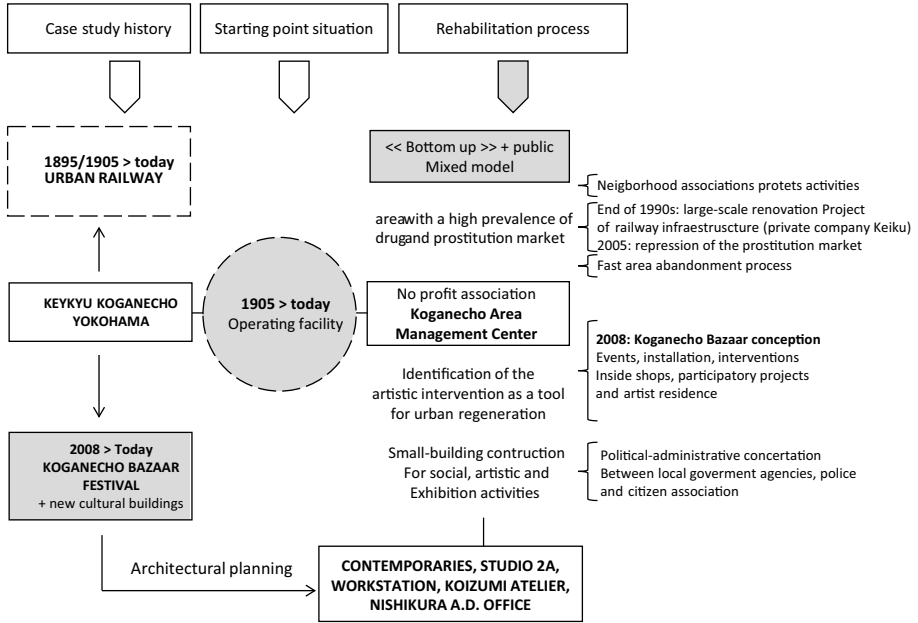 Case study history
Starting point situation
Rehabilitation process
1895/1905 > today
URBAN RAILWAY
KEYKYU KOGANECHO
YOKOHAMA
2008 > Today
KOGANECHO BAZAAR
FESTIVAL
+ new cultural buildings
1905 > today
Operating facility
<< Bottom up >> + public
Mixed model
Neigborhood associations protets activities
areawith a high prevalence of
drugand prostitution market
End of 1990s: large-scale renovation Project
of railway infraestruscture (private company Keiku)
2005: repression of the prostitution market
Fast area abandonment process
No profit association
Koganecho Area
Management Center
2008: Koganecho Bazaar conception
Events, installation, interventions
Inside shops, participatory projects
and artist residence
Identification of the
artistic intervention as a tool
for urban regeneration
Small-building contruction
For social, artistic and
Exhibition activities
Political-administrative concertation
Between local goverment agencies, police
and citizen association
Architectural planning
CONTEMPORARIES, STUDIO 2A,
WORKSTATION, KOIZUMI ATELIER,
NISHIKURA A.D. OFFICE